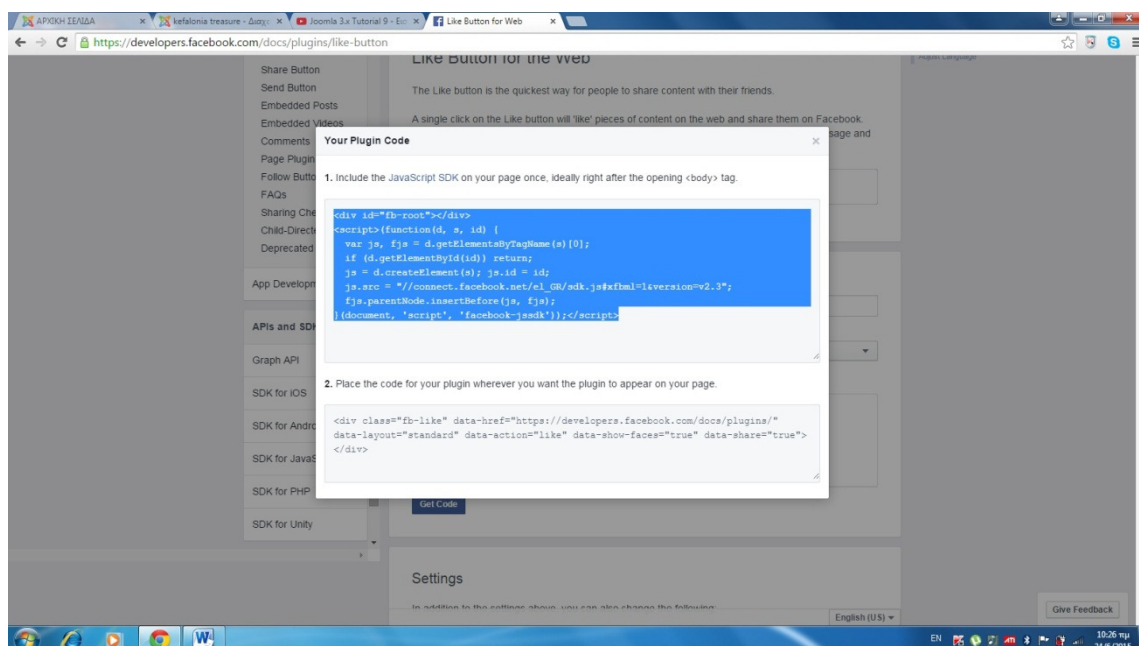 ΑΡΧΙΚΗ ΣΕΛΙΔΑ
kefalonia treasure - Διαχ
Joomla 3.x Tutorial 9 - Ex
Like Button for Web
https://developers.facebook.com/docs/plugins/like-button
Share Button
Send Button
Embedded Posts
Embedded Videos
Comments
Page Plugin
Follow Butto
FAQs
Sharing Che
Child-Directe
Deprecated
App Developm
APIs and SD
Graph API
SDK for iOS
SDK for Andro
SDK for JavaS
SDK for PHP
SDK for Unity
Like Button for the Web
The Like button is the quickest way for people to share content with their friends.
A single click on the Like button will 'like' pieces of content on the web and share them on Facebook.
sage and
Your Plugin Code
1. Include the JavaScript SDK on your page once, ideally right after the opening <body> tag.
<div id="fb-root"></div>
<script>(function(d, s, id) {
var js, fjs = d.getElementsByTagName(s)[0];
if (d.getElementById(id)) return;
js = d.createElement(s); js.id = id;
js.src = "//connect.facebook.net/el_GR/sdk.js#xfbml=1&version=v2.3";
fjs.parentNode.insertBefore(js, fjs);
}(document, 'script', 'facebook-jssdk'));</script>
2. Place the code for your plugin wherever you want the plugin to appear on your page.
<div class="fb-like" data-href="https://developers.facebook.com/docs/plugins/"
data-layout="standard" data-action="like" data-show-faces="true" data-share="true">
</div>
Get Code
Settings
In addition to the settings above, you can also change the following:
English (US)
Give Feedback
EN
10:26 πμ
24/6/2015